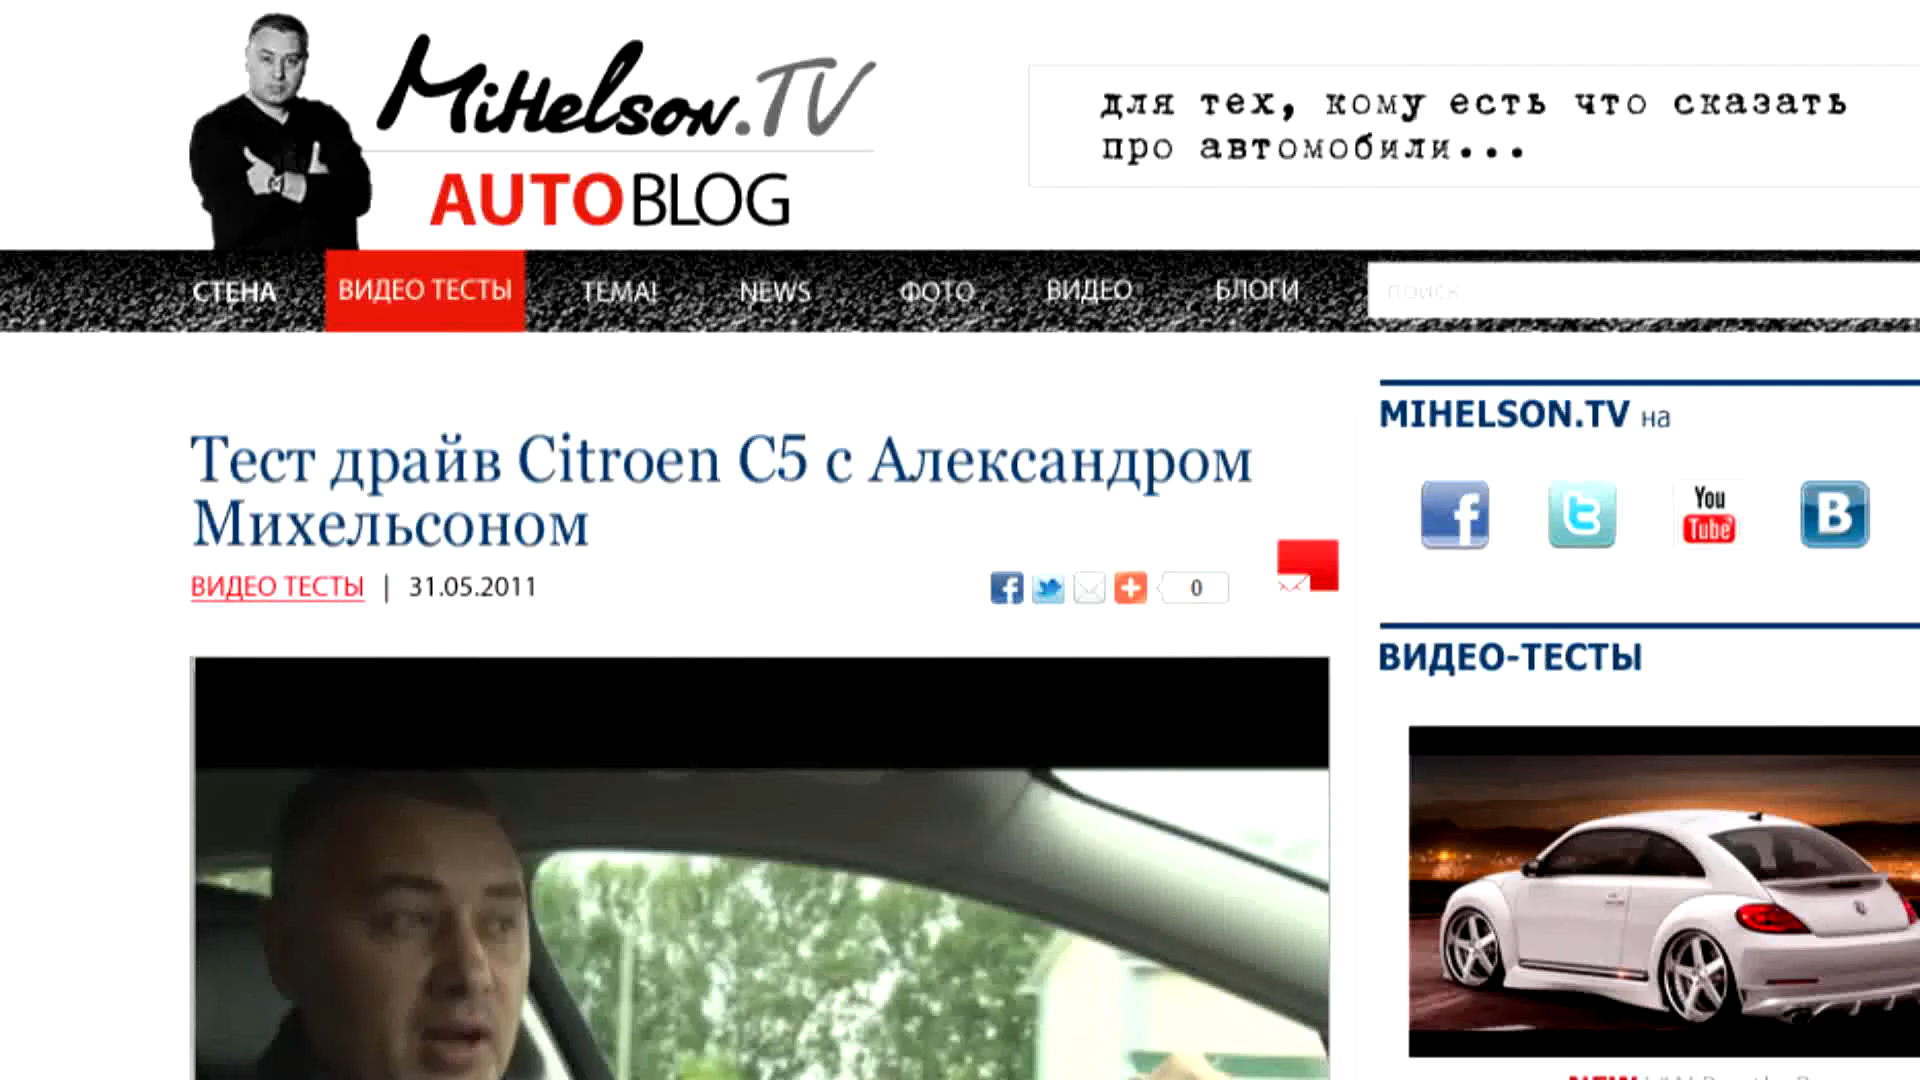 MiHelson.TV
AUTOBLOG
для тех, кому есть что сказать
про автомобили...
СТЕНА
ВИДЕО ТЕСТЫ
ТЕМА!
NEWS
ФОТО
ВИДЕО
БЛОГИ
поиск
Тест драйв Citroen C5 с Александром
Михельсоном
ВИДЕО ТЕСТЫ | 31.05.2011
0
MIHELSON.TV на
You
Tube
ВИДЕО-ТЕСТЫ
NEW